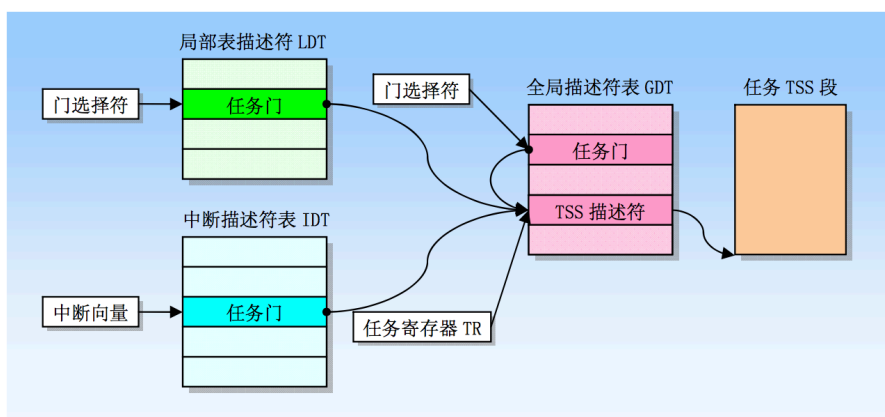 局部表描述符 LDT
门选择符
任务门
门选择符
全局描述符表 GDT
任务门
TSS 描述符
任务 TSS 段
中断描述符表 IDT
中断向量
任务门
任务寄存器 TR